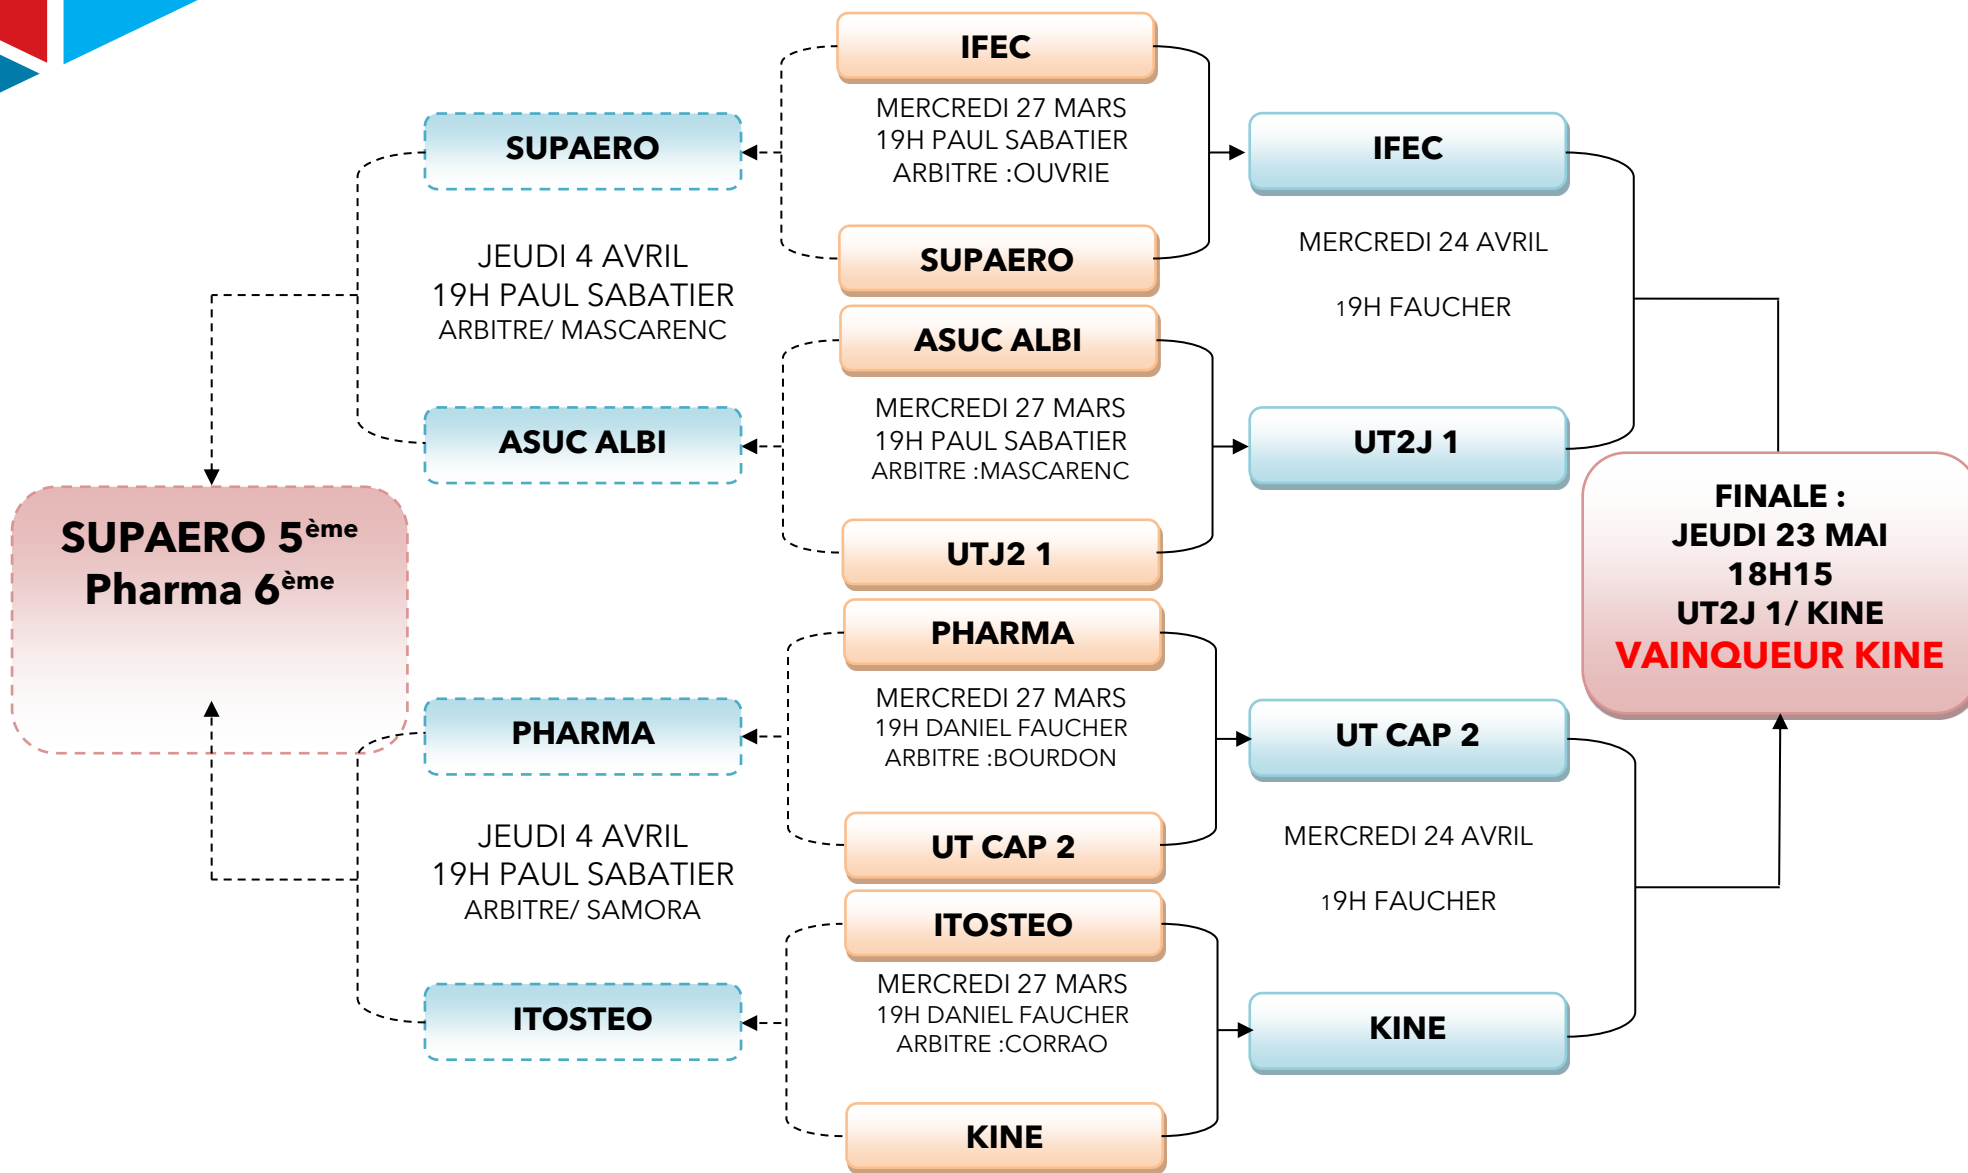 IFEC
MERCREDI 27 MARS
19H PAUL SABATIER
ARBITRE :OUVRIE
SUPAERO
SUPAERO
JEUDI 4 AVRIL
19H PAUL SABATIER
ARBITRE/ MASCARENC
ASUC ALBI
ASUC ALBI
MERCREDI 27 MARS
19H PAUL SABATIER
ARBITRE :MASCARENC
UTJ2 1
IFEC
MERCREDI 24 AVRIL
19H FAUCHER
UT2J 1
SUPAERO 5ème
Pharma 6ème
FINALE :
JEUDI 23 MAI
18H15
UT2J 1/ KINE
VAINQUEUR KINE
PHARMA
MERCREDI 27 MARS
19H DANIEL FAUCHER
ARBITRE :BOURDON
UT CAP 2
PHARMA
JEUDI 4 AVRIL
19H PAUL SABATIER
ARBITRE/ SAMORA
ITOSTEO
ITOSTEO
MERCREDI 27 MARS
19H DANIEL FAUCHER
ARBITRE :CORRAO
KINE
UT CAP 2
MERCREDI 24 AVRIL
19H FAUCHER
KINE